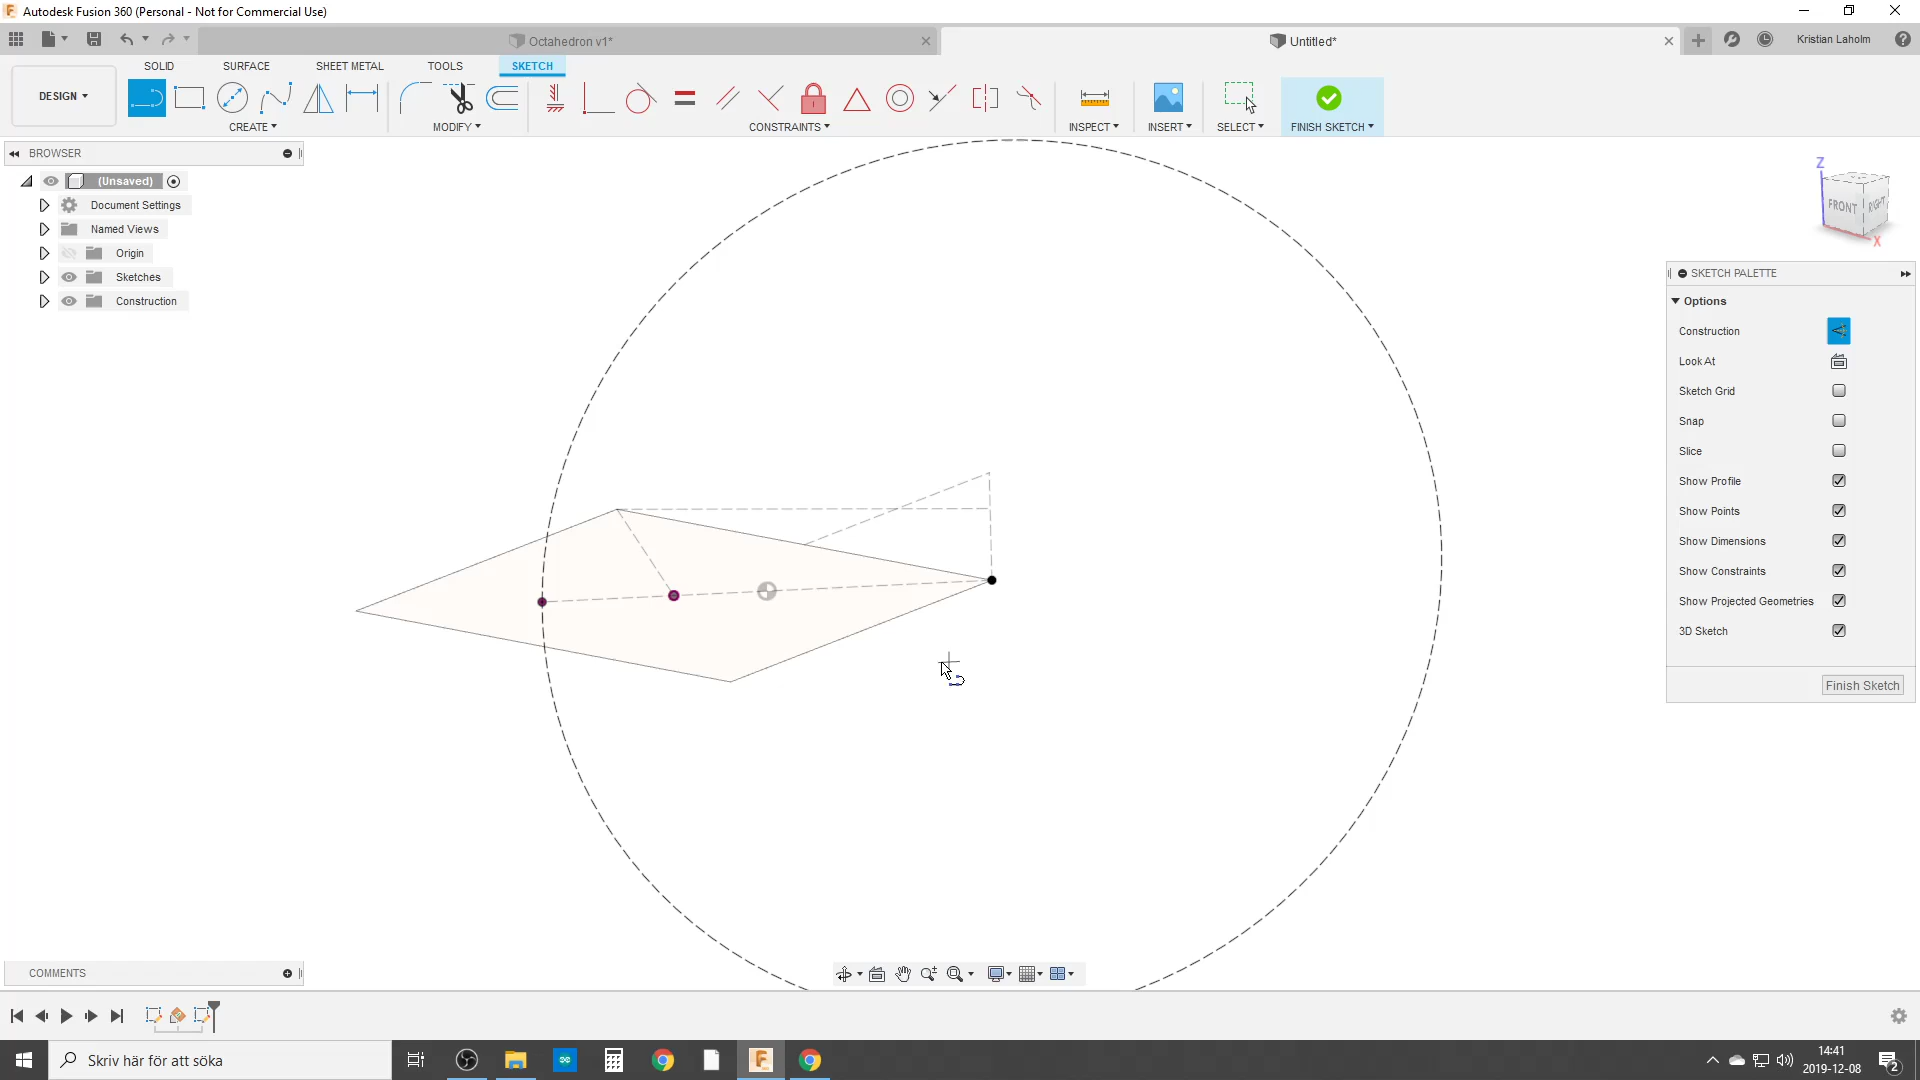 Autodesk Fusion 360 (Personal - Not for Commercial Use)
Octahedron v1*
Untitled*
Kristian Laholm
SOLID
SURFACE
SHEET METAL
TOOLS
SKETCH
DESIGN
CREATE
MODIFY
CONSTRAINTS
INSPECT
INSERT
SELECT
FINISH SKETCH
BROWSER
(Unsaved)
Document Settings
Named Views
Origin
Sketches
Construction
Z
FRONT
RIGHT
X
SKETCH PALETTE
Options
Construction
Look At
Sketch Grid
Snap
Slice
Show Profile
Show Points
Show Dimensions
Show Constraints
Show Projected Geometries
3D Sketch
Finish Sketch
COMMENTS
Skriv här för att söka
14:41
2019-12-08
2